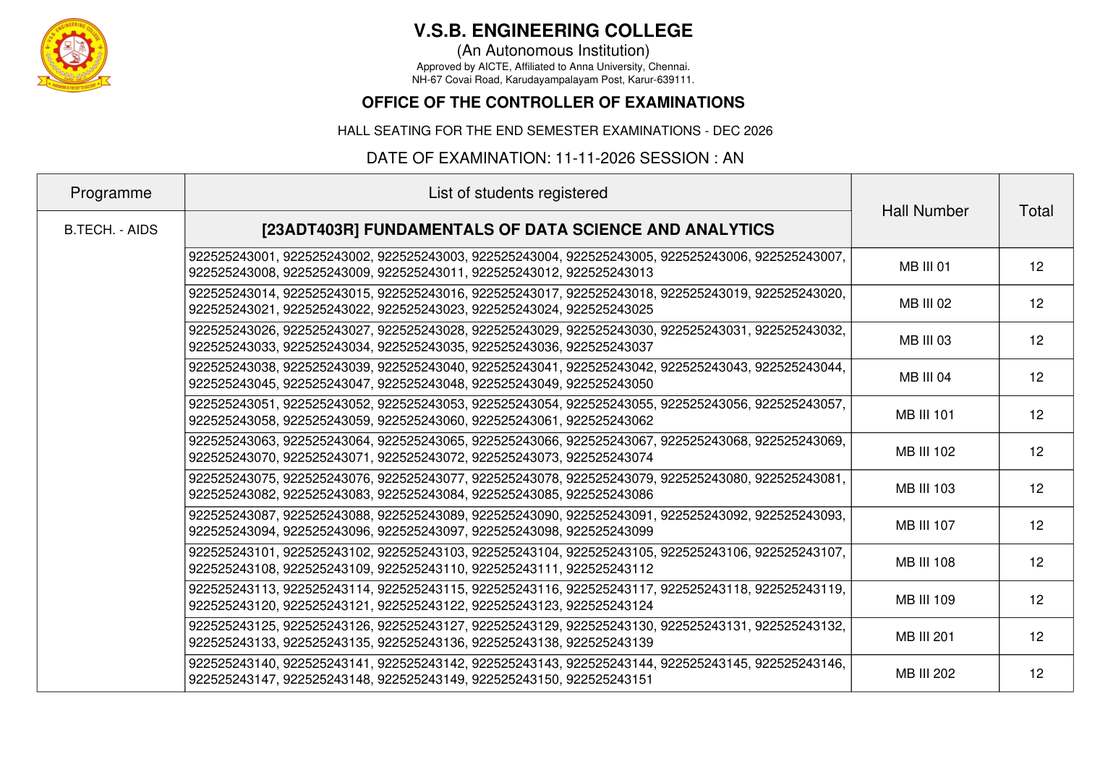 V.S.B. ENGINEERING COLLEGE
(An Autonomous Institution)
Approved by AICTE, Affiliated to Anna University, Chennai.
NH-67 Covai Road, Karudayampalayam Post, Karur-639111.
OFFICE OF THE CONTROLLER OF EXAMINATIONS
HALL SEATING FOR THE END SEMESTER EXAMINATIONS - DEC 2026
DATE OF EXAMINATION: 11-11-2026 SESSION : AN
Programme List of students registered Hall Number Total
B.TECH. - AIDS [23ADT403R] FUNDAMENTALS OF DATA SCIENCE AND ANALYTICS
922525243001, 922525243002, 922525243003, 922525243004, 922525243005, 922525243006, 922525243007,
922525243008, 922525243009, 922525243011, 922525243012, 922525243013
MB III 01 12
922525243014, 922525243015, 922525243016, 922525243017, 922525243018, 922525243019, 922525243020,
922525243021, 922525243022, 922525243023, 922525243024, 922525243025
MB III 02 12
922525243026, 922525243027, 922525243028, 922525243029, 922525243030, 922525243031, 922525243032,
922525243033, 922525243034, 922525243035, 922525243036, 922525243037
MB III 03 12
922525243038, 922525243039, 922525243040, 922525243041, 922525243042, 922525243043, 922525243044,
922525243045, 922525243047, 922525243048, 922525243049, 922525243050
MB III 04 12
922525243051, 922525243052, 922525243053, 922525243054, 922525243055, 922525243056, 922525243057,
922525243058, 922525243059, 922525243060, 922525243061, 922525243062
MB III 101 12
922525243063, 922525243064, 922525243065, 922525243066, 922525243067, 922525243068, 922525243069,
922525243070, 922525243071, 922525243072, 922525243073, 922525243074
MB III 102 12
922525243075, 922525243076, 922525243077, 922525243078, 922525243079, 922525243080, 922525243081,
922525243082, 922525243083, 922525243084, 922525243085, 922525243086
MB III 103 12
922525243087, 922525243088, 922525243089, 922525243090, 922525243091, 922525243092, 922525243093,
922525243094, 922525243096, 922525243097, 922525243098, 922525243099
MB III 107 12
922525243101, 922525243102, 922525243103, 922525243104, 922525243105, 922525243106, 922525243107,
922525243108, 922525243109, 922525243110, 922525243111, 922525243112
MB III 108 12
922525243113, 922525243114, 922525243115, 922525243116, 922525243117, 922525243118, 922525243119,
922525243120, 922525243121, 922525243122, 922525243123, 922525243124
MB III 109 12
922525243125, 922525243126, 922525243127, 922525243129, 922525243130, 922525243131, 922525243132,
922525243133, 922525243135, 922525243136, 922525243138, 922525243139
MB III 201 12
922525243140, 922525243141, 922525243142, 922525243143, 922525243144, 922525243145, 922525243146,
922525243147, 922525243148, 922525243149, 922525243150, 922525243151
MB III 202 12